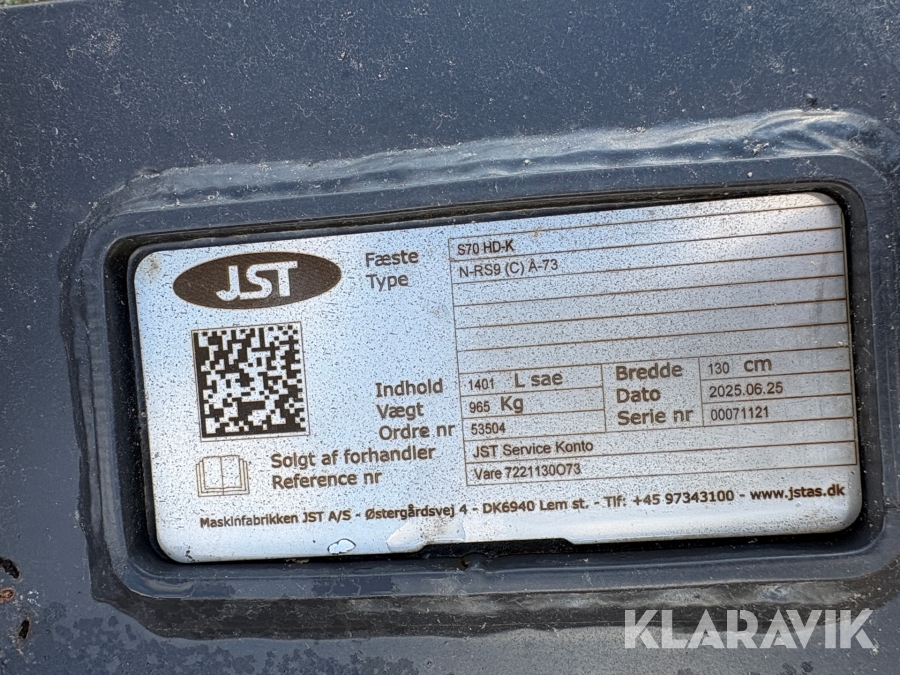 JST
Fæste S70 HD-K
Type N-RS9 (C) Å-73
Indhold 1401 L sae Bredde 130 cm
Vægt 965 Kg Dato 2025.06.25
Ordre nr 53504 Serie nr 00071121
Solgt af forhandler JST Service Konto
Reference nr Vare 7221130O73
Maskinfabrikken JST A/S - Østergårdsvej 4 - DK6940 Lem st. - Tlf: +45 97343100 - www.jstas.dk
KLARAVIK